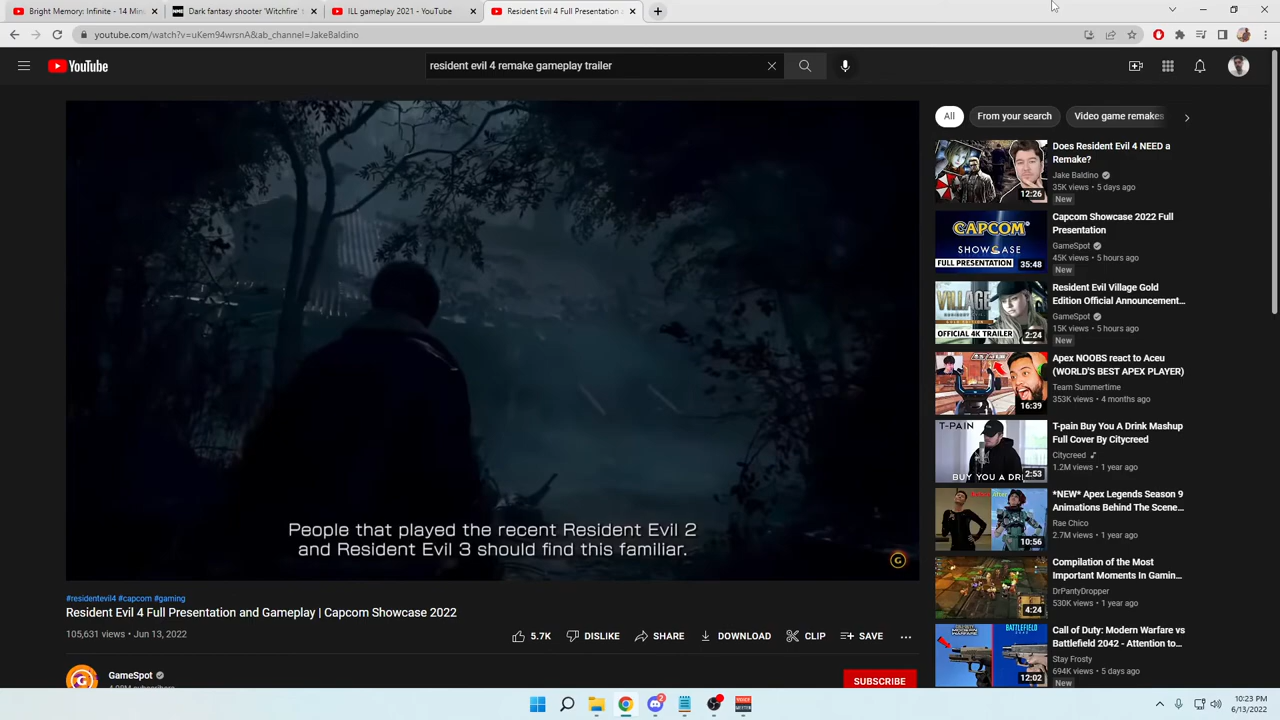 Bright Memory: Infinite - 14 Min
Dark fantasy shooter 'Witchfire'
ILL gameplay 2021 - YouTube
Resident Evil 4 Full Presentation
youtube.com/watch?v=uKem94wrsnA&ab_channel=JakeBaldino
YouTube
resident evil 4 remake gameplay trailer
All
From your search
Video game remakes
People that played the recent Resident Evil 2
and Resident Evil 3 should find this familiar.
#residentevil4 #capcom #gaming
Resident Evil 4 Full Presentation and Gameplay | Capcom Showcase 2022
105,631 views • Jun 13, 2022
5.7K
DISLIKE
SHARE
DOWNLOAD
CLIP
SAVE
GameSpot
SUBSCRIBE
12:26
Does Resident Evil 4 NEED a
Remake?
Jake Baldino
35K views • 5 days ago
New
CAPCOM
SHOWCASE
FULL PRESENTATION
35:48
Capcom Showcase 2022 Full
Presentation
GameSpot
45K views • 5 hours ago
New
VILLAGE
OFFICIAL 4K TRAILER
2:24
Resident Evil Village Gold
Edition Official Announcement...
GameSpot
15K views • 5 hours ago
New
16:39
Apex NOOBS react to Aceu
(WORLD'S BEST APEX PLAYER)
Team Summertime
353K views • 4 months ago
T-PAIN
BUY YOU A DR
2:53
T-pain Buy You A Drink Mashup
Full Cover By Citycreed
Citycreed
1.2M views • 1 year ago
After
10:56
*NEW* Apex Legends Season 9
Animations Behind The Scene...
Rae Chico
2.7M views • 1 year ago
4:24
Compilation of the Most
Important Moments In Gamin...
DrPantyDropper
530K views • 1 year ago
BATTLEFIELD
2042
12:02
Call of Duty: Modern Warfare vs
Battlefield 2042 - Attention to...
Stay Frosty
694K views • 5 days ago
New
2
10:23 PM
6/13/2022